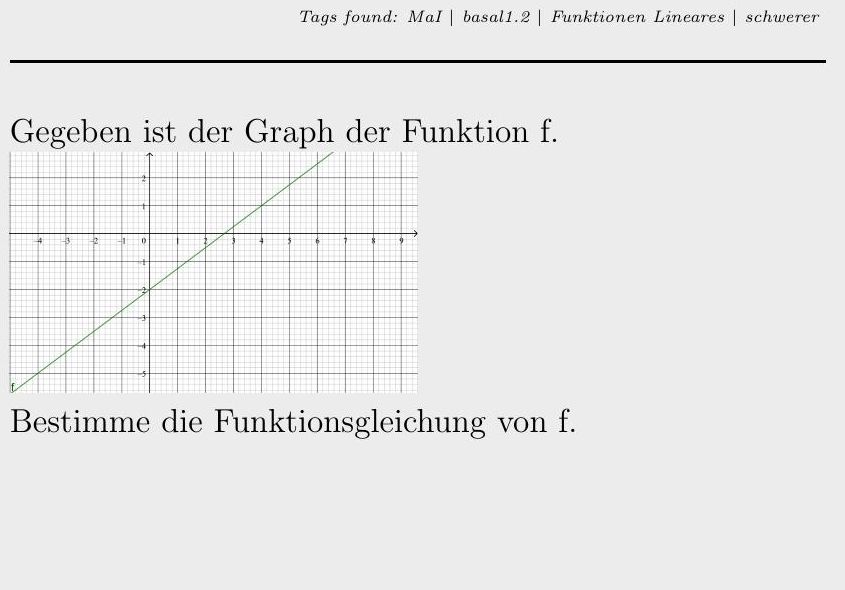 Tags found: MaI | basal1.2 | Funktionen Lineares | schwerer
Gegeben ist der Graph der Funktion f.
2
1
-4 -3 -2 -1 0 1 2 3 4 5 6 7 8 9
-1
-2
-3
-4
-5
f
Bestimme die Funktionsgleichung von f.